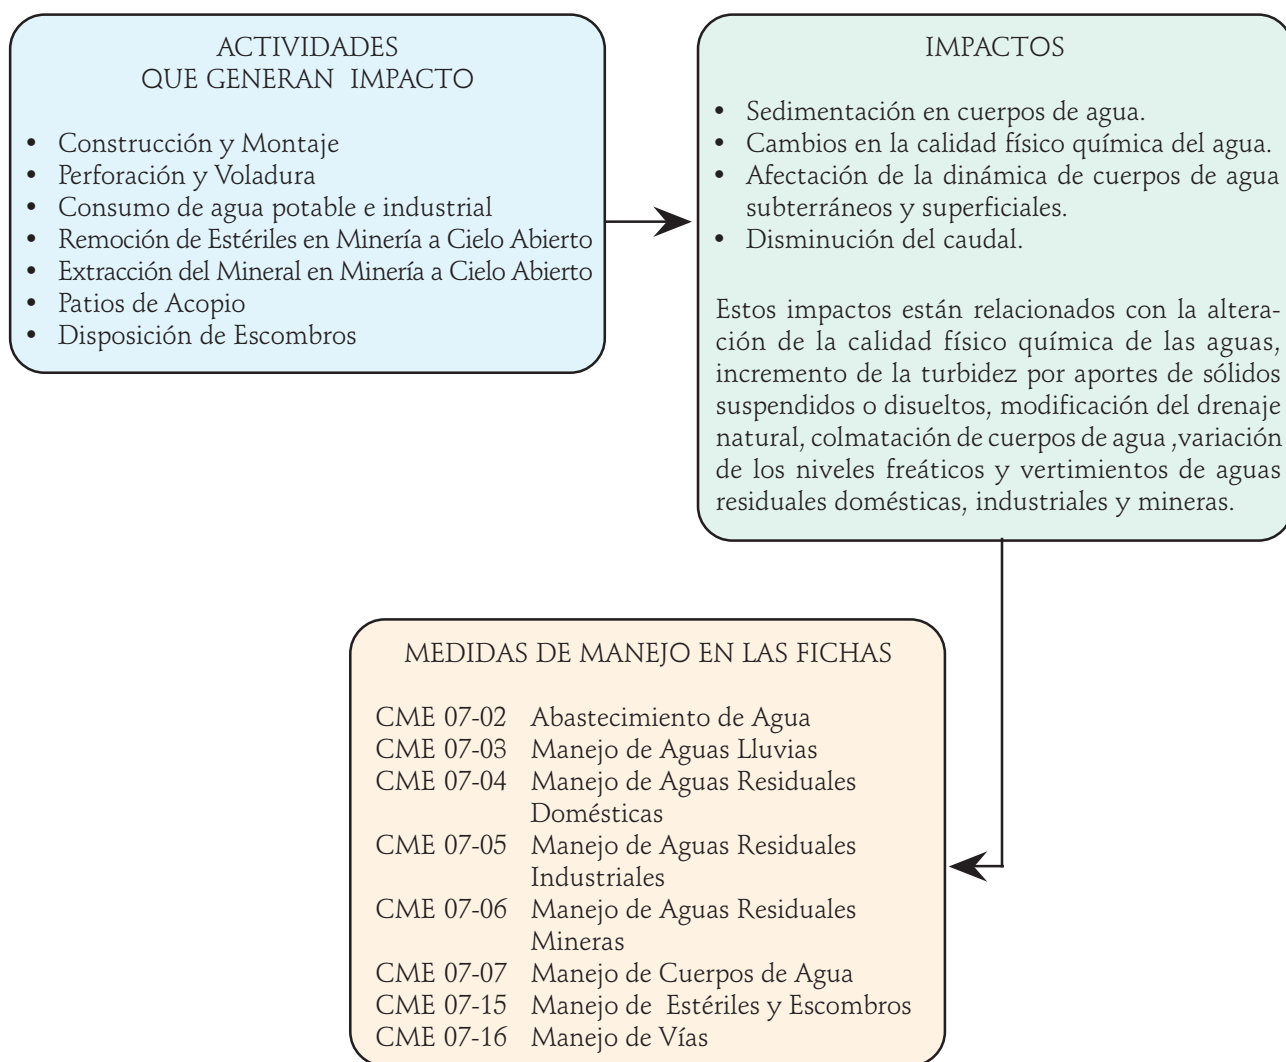 ACTIVIDADES
QUE GENERAN IMPACTO
• Construcción y Montaje
• Perforación y Voladura
• Consumo de agua potable e industrial
• Remoción de Estériles en Minería a Cielo Abierto
• Extracción del Mineral en Minería a Cielo Abierto
• Patios de Acopio
• Disposición de Escombros
IMPACTOS
• Sedimentación en cuerpos de agua.
• Cambios en la calidad físico química del agua.
• Afectación de la dinámica de cuerpos de agua
subterráneos y superficiales.
• Disminución del caudal.
Estos impactos están relacionados con la altera-
ción de la calidad físico química de las aguas,
incremento de la turbidez por aportes de sólidos
suspendidos o disueltos, modificación del drenaje
natural, colmatación de cuerpos de agua ,variación
de los niveles freáticos y vertimientos de aguas
residuales domésticas, industriales y mineras.
MEDIDAS DE MANEJO EN LAS FICHAS
CME 07-02 Abastecimiento de Agua
CME 07-03 Manejo de Aguas Lluvias
CME 07-04 Manejo de Aguas Residuales
Domésticas
CME 07-05 Manejo de Aguas Residuales
Industriales
CME 07-06 Manejo de Aguas Residuales
Mineras
CME 07-07 Manejo de Cuerpos de Agua
CME 07-15 Manejo de Estériles y Escombros
CME 07-16 Manejo de Vías